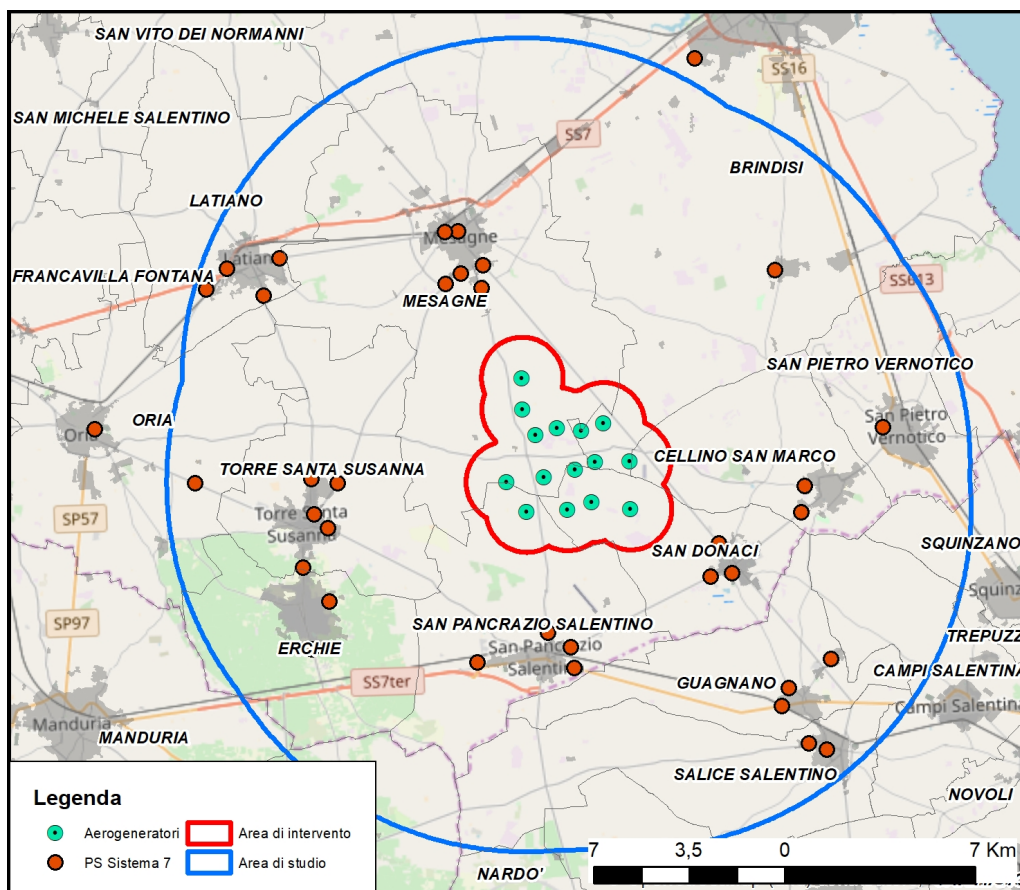 SAN VITO DEI NORMANNI
SS16
SAN MICHELE SALENTINO
SS7
BRINDISI
LATIANO
Mesagne
Latiano
FRANCAVILLA FONTANA
SS613
MESAGNE
SAN PIETRO VERNOTICO
ORIA
Oria
San Pietro
Vernotico
TORRE SANTA SUSANNA
CELLINO SAN MARCO
SP57
Torre Santa
Susanna
SAN DONACI
SQUINZANO
Squinz
SP97
SAN PANCRAZIO SALENTINO
TREPUZZ
ERCHIE
San Pancrazio
Salentino
CAMPI SALENTINA
SS7ter
GUAGNANO
Campi Salentina
Manduria
MANDURIA
SALICE SALENTINO
NOVOLI
Legenda
Aerogeneratori
Area di intervento
PS Sistema 7
Area di studio
7 3,5 0 7 Km
NARDO'